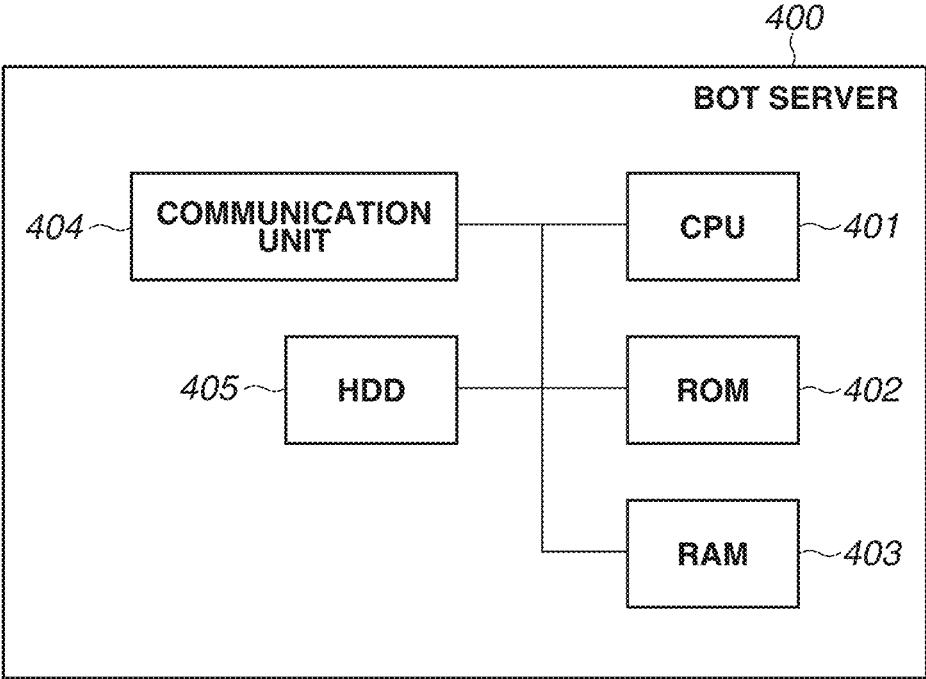 400
BOT SERVER
404
COMMUNICATION
UNIT
CPU
401
405
HDD
ROM
402
RAM
403